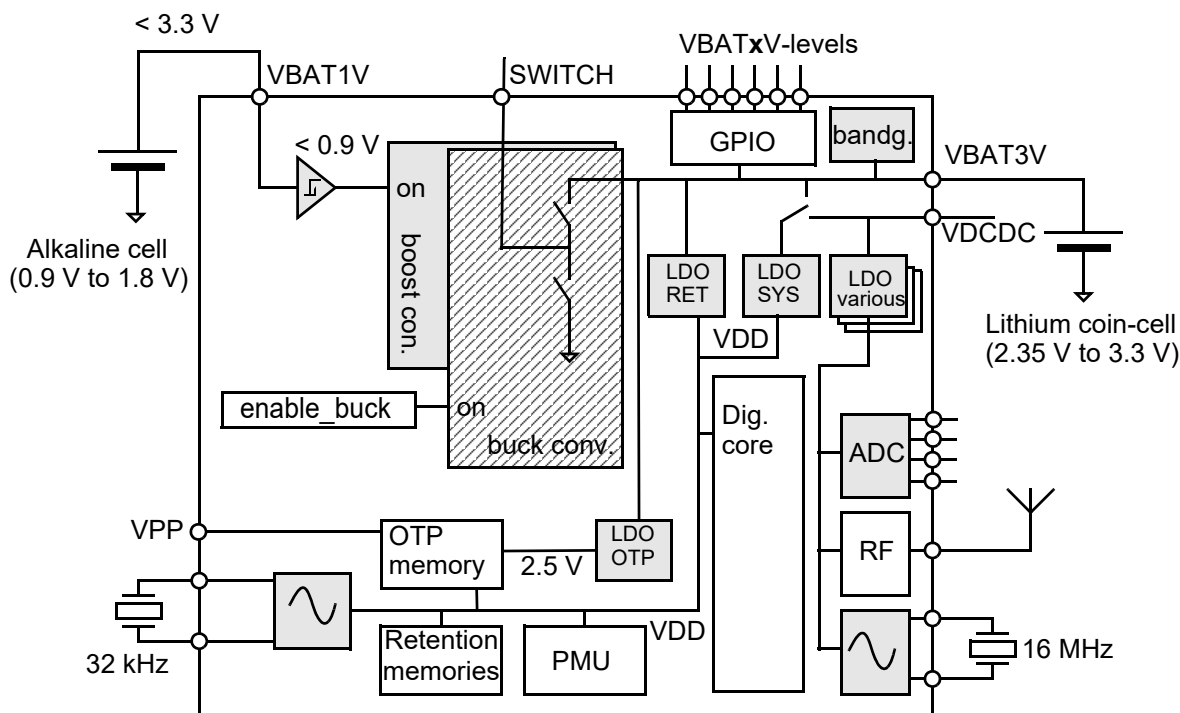 < 3.3 V
VBAT1V
SWITCH
VBATxV-levels
GPIO
bandg.
VBAT3V
< 0.9 V
on
boost con.
VDCDC
Alkaline cell
(0.9 V to 1.8 V)
LDO
RET
LDO
SYS
LDO
various
VDD
Lithium coin-cell
(2.35 V to 3.3 V)
enable_buck
on
buck conv.
Dig.
core
ADC
VPP
OTP
memory
2.5 V
LDO
OTP
RF
32 kHz
Retention
memories
PMU
VDD
16 MHz